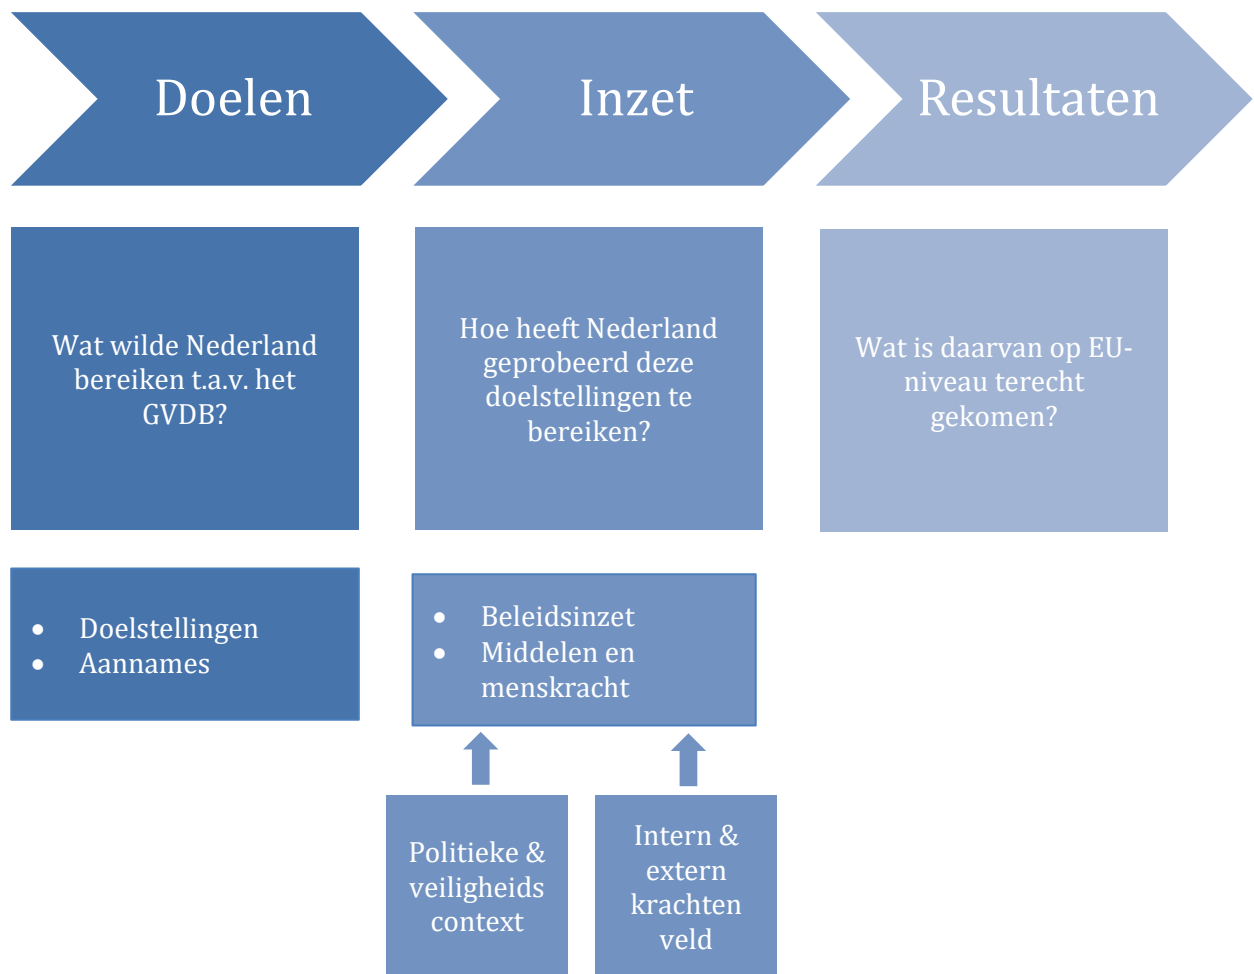 Doelen
Inzet
Resultaten
Wat wilde Nederland
bereiken t.a.v. het
GVDB?
Hoe heeft Nederland
geprobeerd deze
doelstellingen te
bereiken?
Wat is daarvan op EU-
niveau terecht
gekomen?
• Doelstellingen
• Aannames
• Beleidsinzet
• Middelen en
menskracht
Politieke &
veiligheids
context
Intern &
extern
krachten
veld